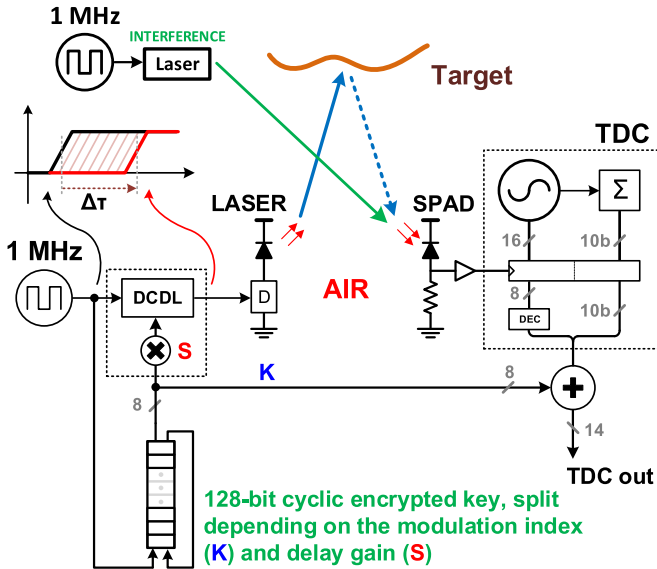 1 MHz
INTERFERENCE
Laser
Target
TDC
Σ
Δτ
LASER
SPAD
16
10b
1 MHz
DCDL
D
AIR
8
DEC
10b
S
K
8
8
14
TDC out
128-bit cyclic encrypted key, split
depending on the modulation index
(K) and delay gain (S)